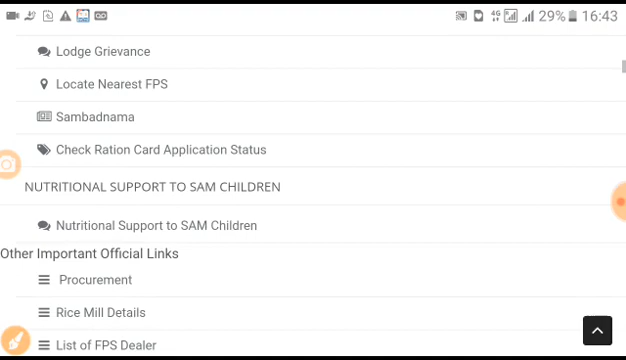 4G 29% 16:43
Lodge Grievance
Locate Nearest FPS
Sambadnama
Check Ration Card Application Status
NUTRITIONAL SUPPORT TO SAM CHILDREN
Nutritional Support to SAM Children
Other Important Official Links
Procurement
Rice Mill Details
List of FPS Dealer